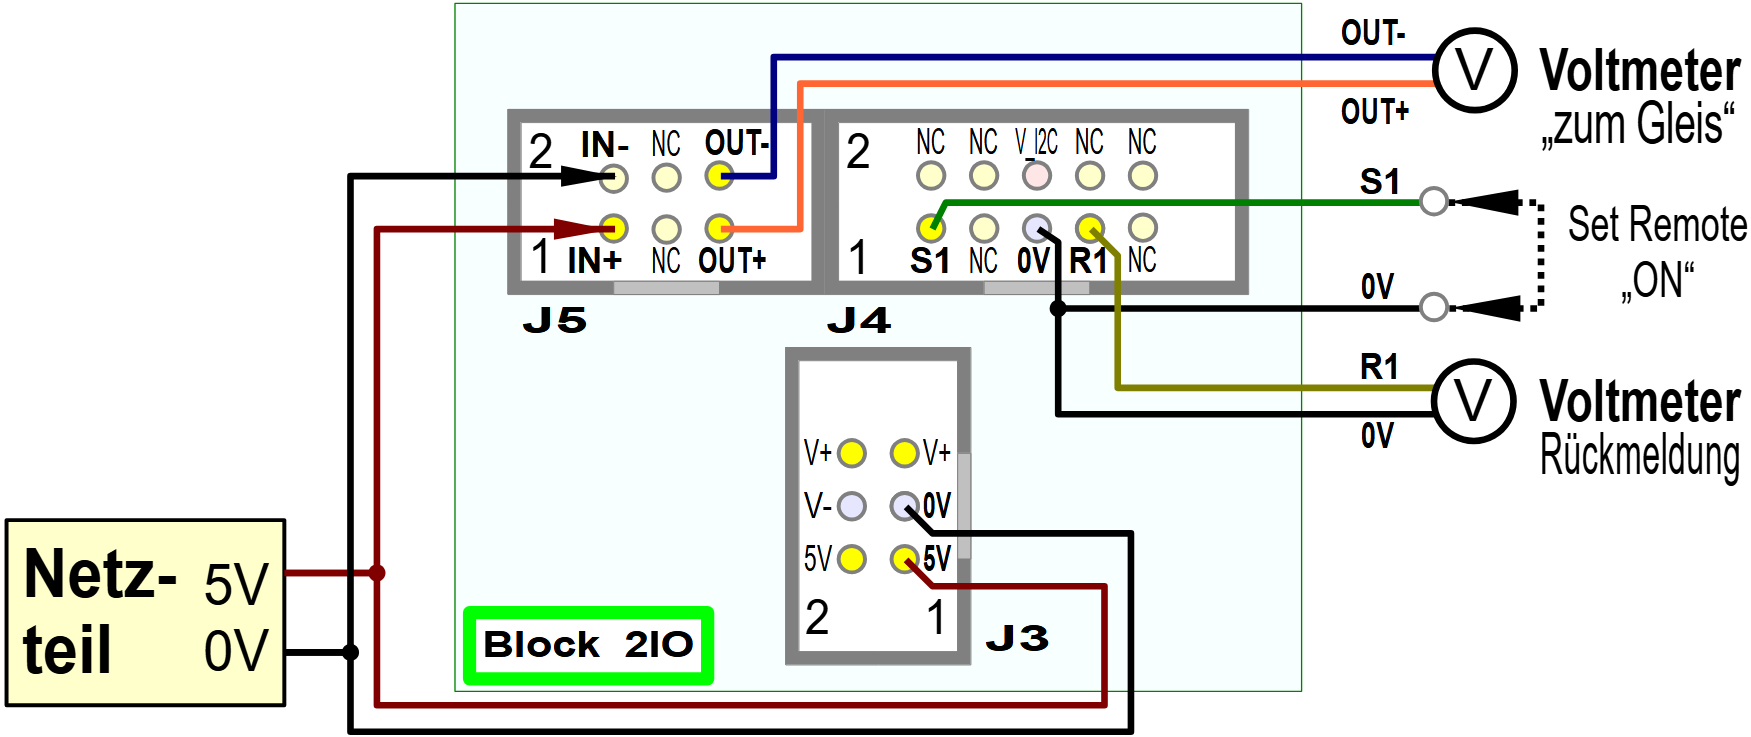 OUT-
V Voltmeter
OUT+
„zum Gleis“
2 IN- NC OUT-
2 NC NC V_I2C NC NC
S1
Set Remote
„ON“
1 IN+ NC OUT+
1 S1 NC 0V R1 NC
0V
J5 J4
R1
V Voltmeter
0V
Rückmeldung
V+ V+
V- 0V
5V 5V
2 1
J3
Netz-
teil
5V
0V
Block 2IO